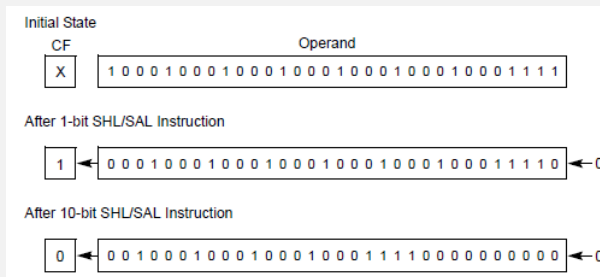 Initial State
CF Operand
X 1 0 0 0 1 0 0 0 1 0 0 0 1 0 0 0 1 0 0 0 1 0 0 0 1 0 0 0 1 1 1 1
After 1-bit SHL/SAL Instruction
1 0 0 0 1 0 0 0 1 0 0 0 1 0 0 0 1 0 0 0 1 0 0 0 1 0 0 0 1 1 1 1 0 0
After 10-bit SHL/SAL Instruction
0 0 0 1 0 0 0 1 0 0 0 1 0 0 0 1 0 0 0 1 1 1 1 0 0 0 0 0 0 0 0 0 0 0